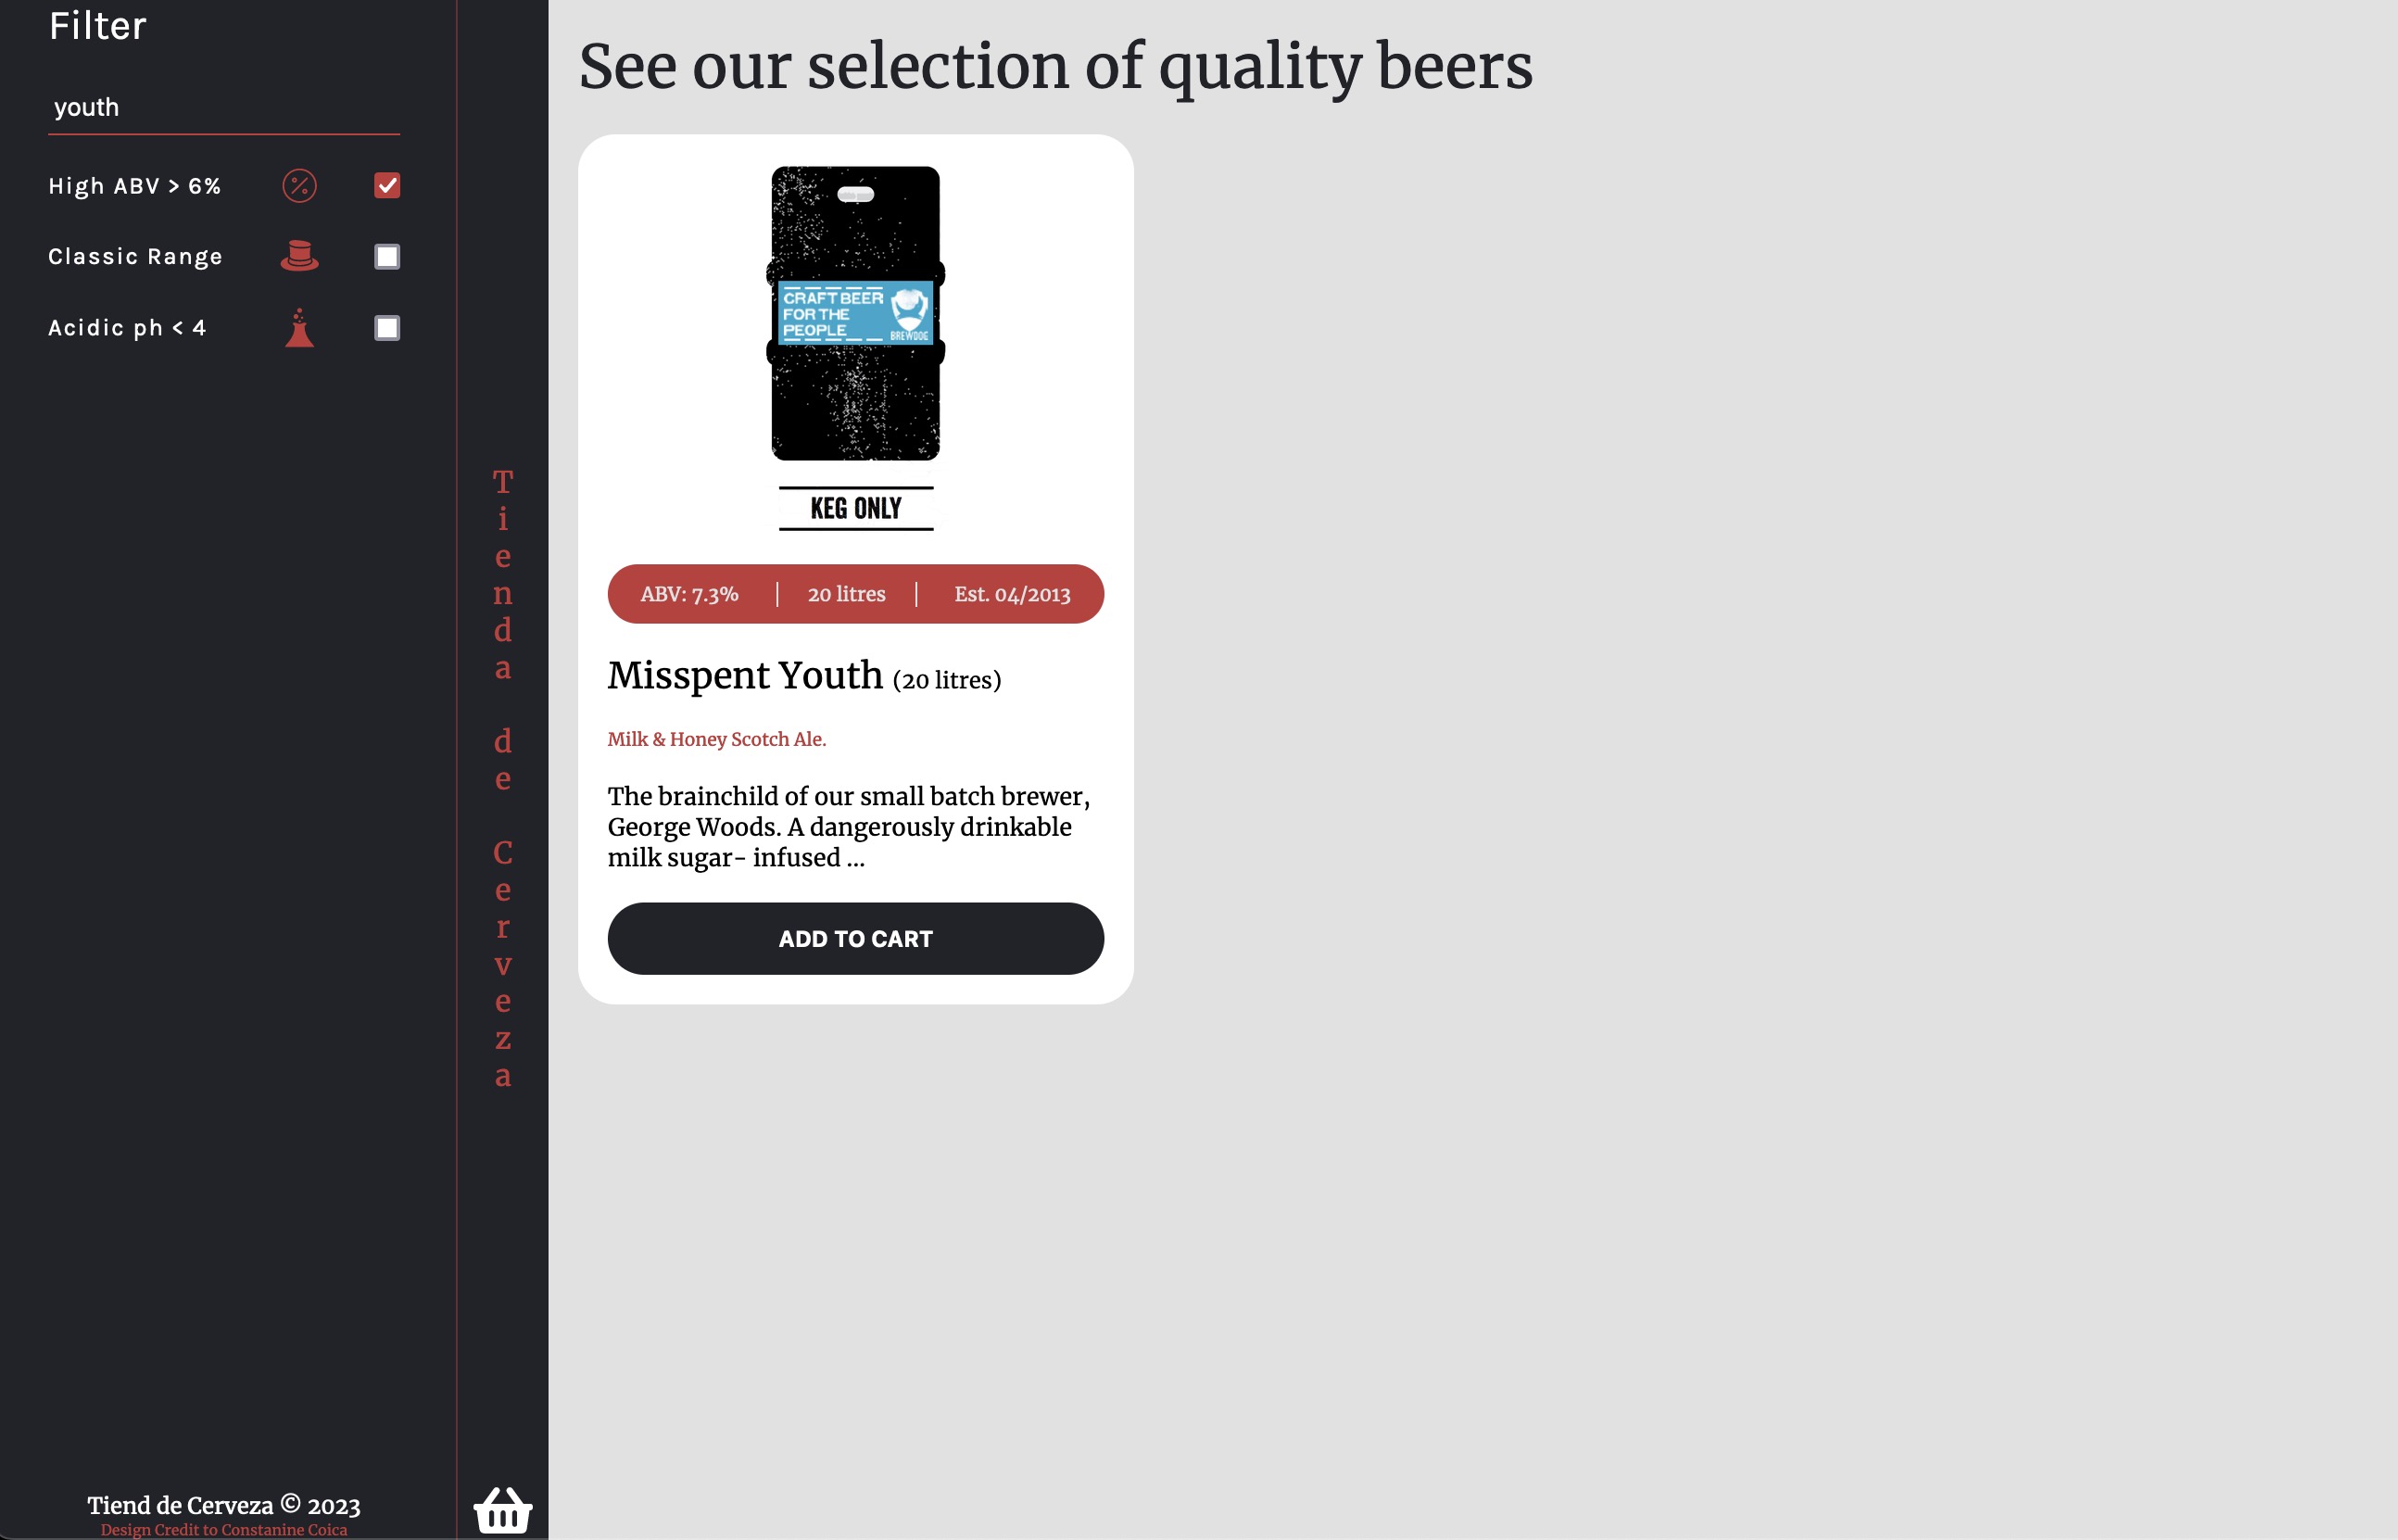 Filter
youth
High ABV > 6%
Classic Range
Acidic ph < 4
Tienda de Cerveza
Tiend de Cerveza © 2023
Design Credit to Constanine Coica
See our selection of quality beers
CRAFT BEER
FOR THE
PEOPLE
BREWDOG
KEG ONLY
ABV: 7.3% | 20 litres | Est. 04/2013
Misspent Youth (20 litres)
Milk & Honey Scotch Ale.
The brainchild of our small batch brewer,
George Woods. A dangerously drinkable
milk sugar- infused ...
ADD TO CART